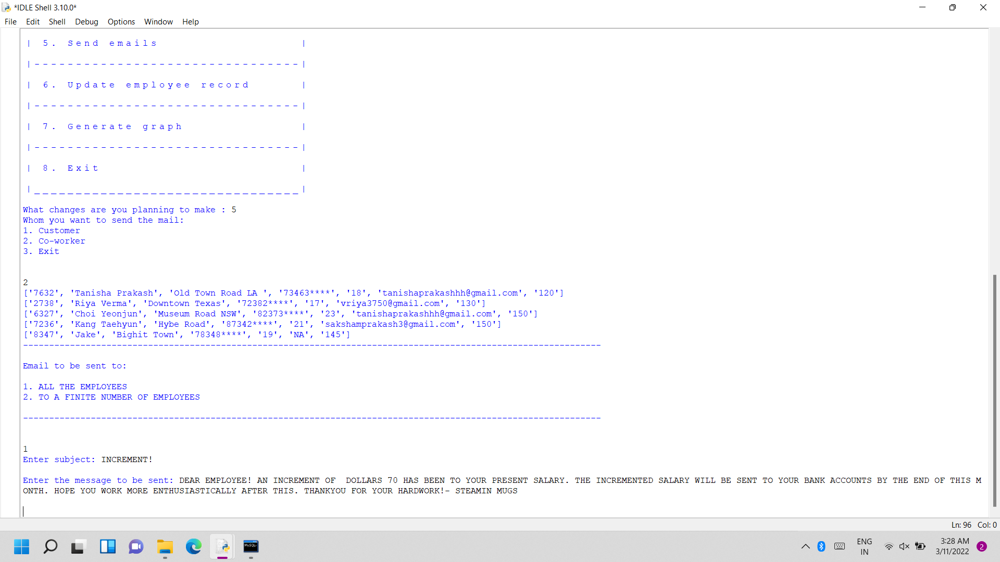 *IDLE Shell 3.10.0*
File Edit Shell Debug Options Window Help
| 5. Send emails |
|--------------------------------|
| 6. Update employee record |
|--------------------------------|
| 7. Generate graph |
|--------------------------------|
| 8. Exit |
|________________________________|
What changes are you planning to make : 5
Whom you want to send the mail:
1. Customer
2. Co-worker
3. Exit
2
['7632', 'Tanisha Prakash', 'Old Town Road LA ', '73463****', '18', 'tanishaprakashhh@gmail.com', '120']
['2738', 'Riya Verma', 'Downtown Texas', '72382****', '17', 'vriya3750@gmail.com', '130']
['6327', 'Choi Yeonjun', 'Museum Road NSW', '82373****', '23', 'tanishaprakashhh@gmail.com', '150']
['7236', 'Kang Taehyun', 'Hybe Road', '87342****', '21', 'sakshamprakash3@gmail.com', '150']
['8347', 'Jake', 'Bighit Town', '78348****', '19', 'NA', '145']
---------------------------------------------------------------------------------------------------------------
Email to be sent to:
1. ALL THE EMPLOYEES
2. TO A FINITE NUMBER OF EMPLOYEES
---------------------------------------------------------------------------------------------------------------
1
Enter subject: INCREMENT!
Enter the message to be sent: DEAR EMPLOYEE! AN INCREMENT OF  DOLLARS 70 HAS BEEN TO YOUR PRESENT SALARY. THE INCREMENTED SALARY WILL BE SENT TO YOUR BANK ACCOUNTS BY THE END OF THIS M
ONTH. HOPE YOU WORK MORE ENTHUSIASTICALLY AFTER THIS. THANKYOU FOR YOUR HARDWORK!- STEAMIN MUGS
Ln: 96 Col: 0
MySQL
ENG
IN
3:28 AM
3/11/2022
2